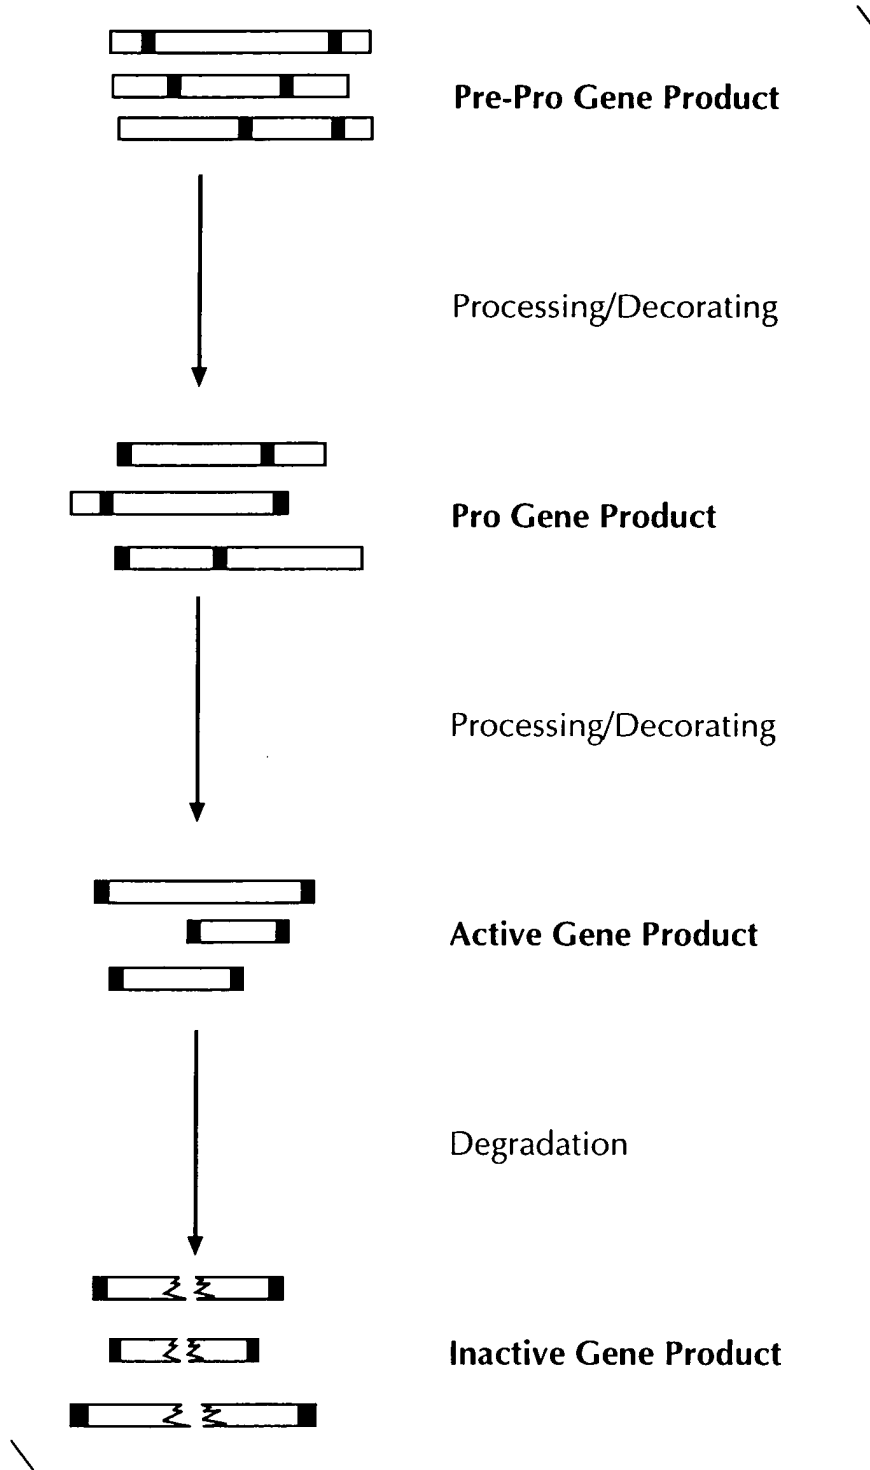 Pre-Pro Gene Product
Processing/Decorating
Pro Gene Product
Processing/Decorating
Active Gene Product
Degradation
Inactive Gene Product